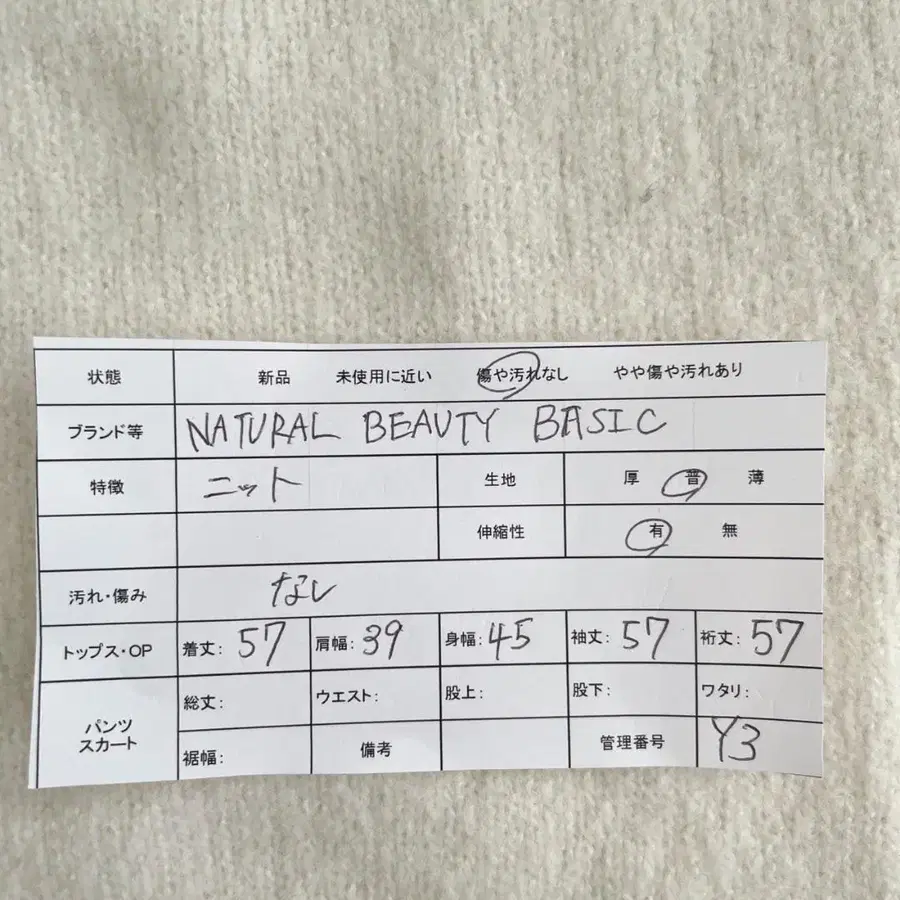 状態 新品 未使用に近い 傷や汚れなし やや傷や汚れあり
ブランド等 NATURAL BEAUTY BASIC
特徴 ニット 生地 厚 普 薄
伸縮性 有 無
汚れ・傷み なし
トップス・OP 着丈: 57 肩幅: 39 身幅: 45 袖丈: 57 裄丈: 57
パンツ スカート 総丈: ウエスト: 股上: 股下: ワタリ:
裾幅: 備考 管理番号 Y3